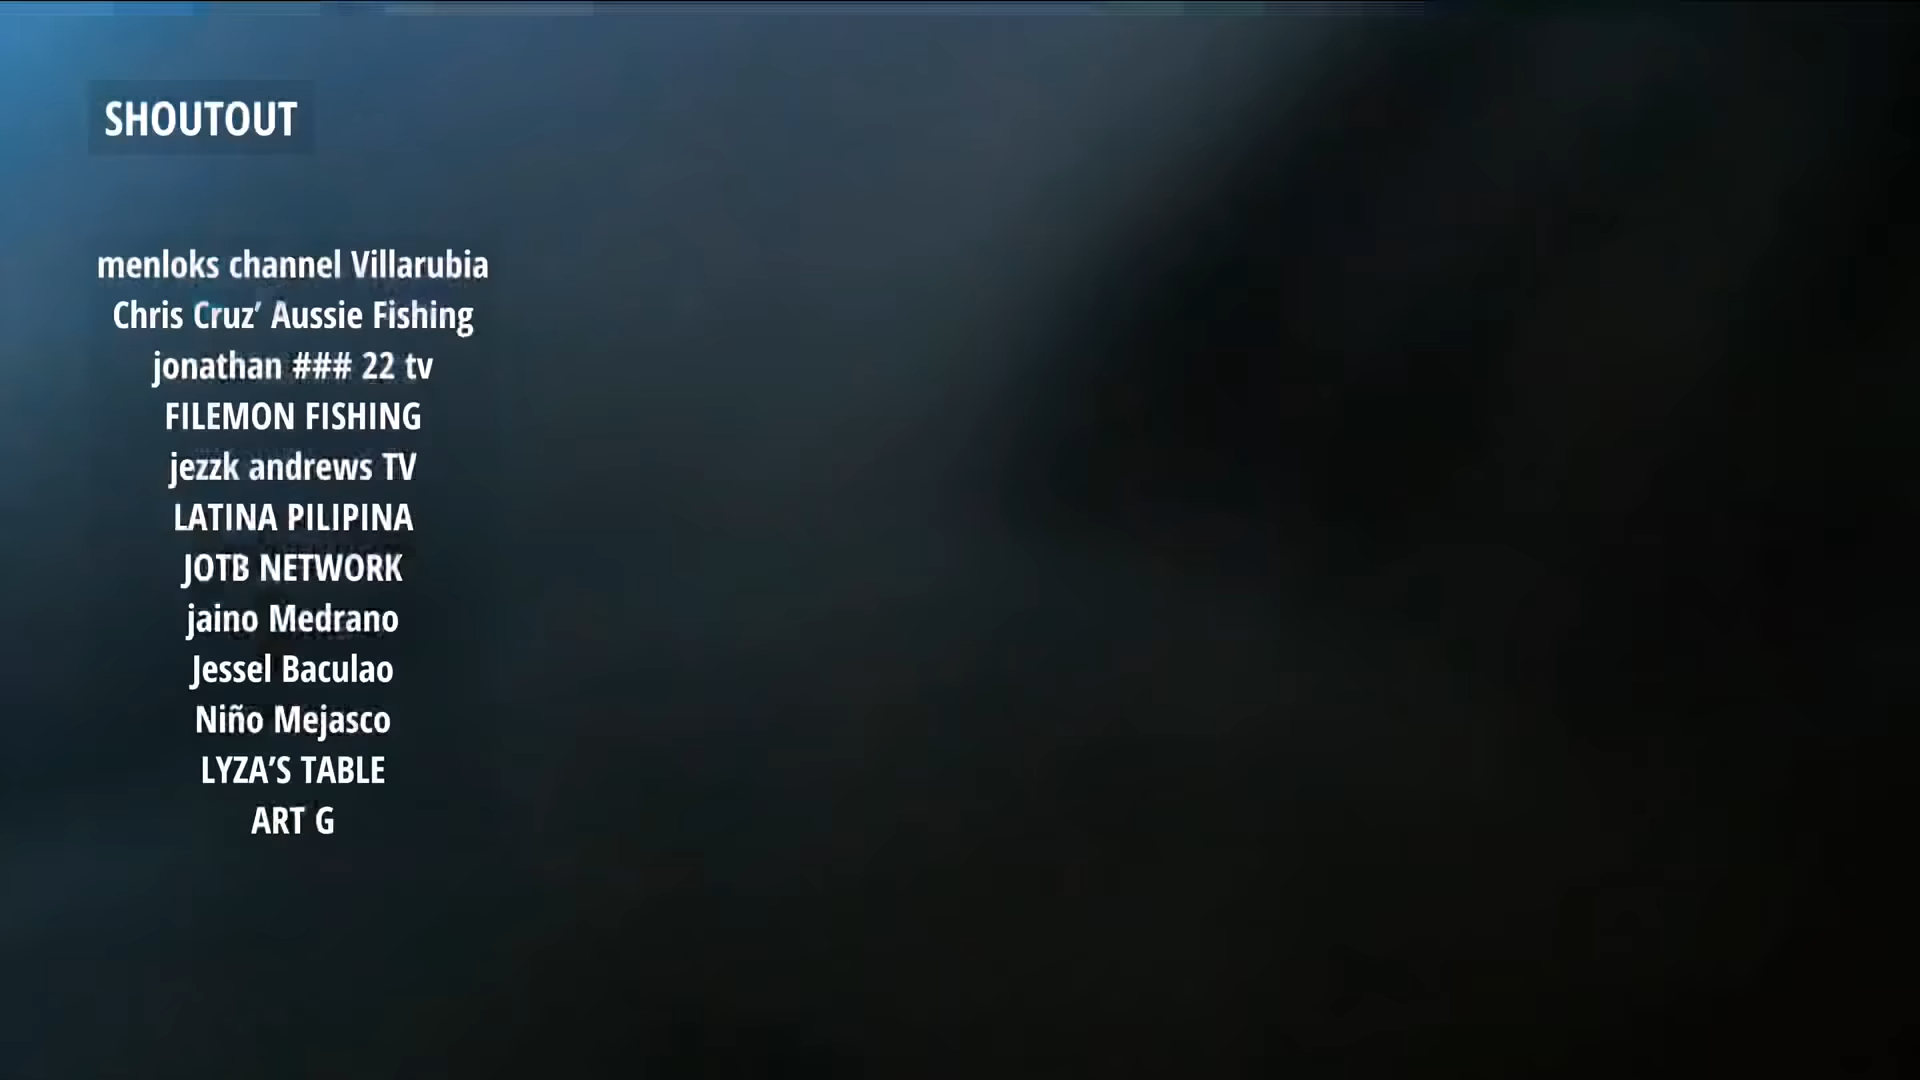 SHOUTOUT
menloks channel Villarubia
Chris Cruz’ Aussie Fishing
jonathan ### 22 tv
FILEMON FISHING
jezzk andrews TV
LATINA PILIPINA
JOTB NETWORK
jaino Medrano
Jessel Baculao
Niño Mejasco
LYZA’S TABLE
ART G